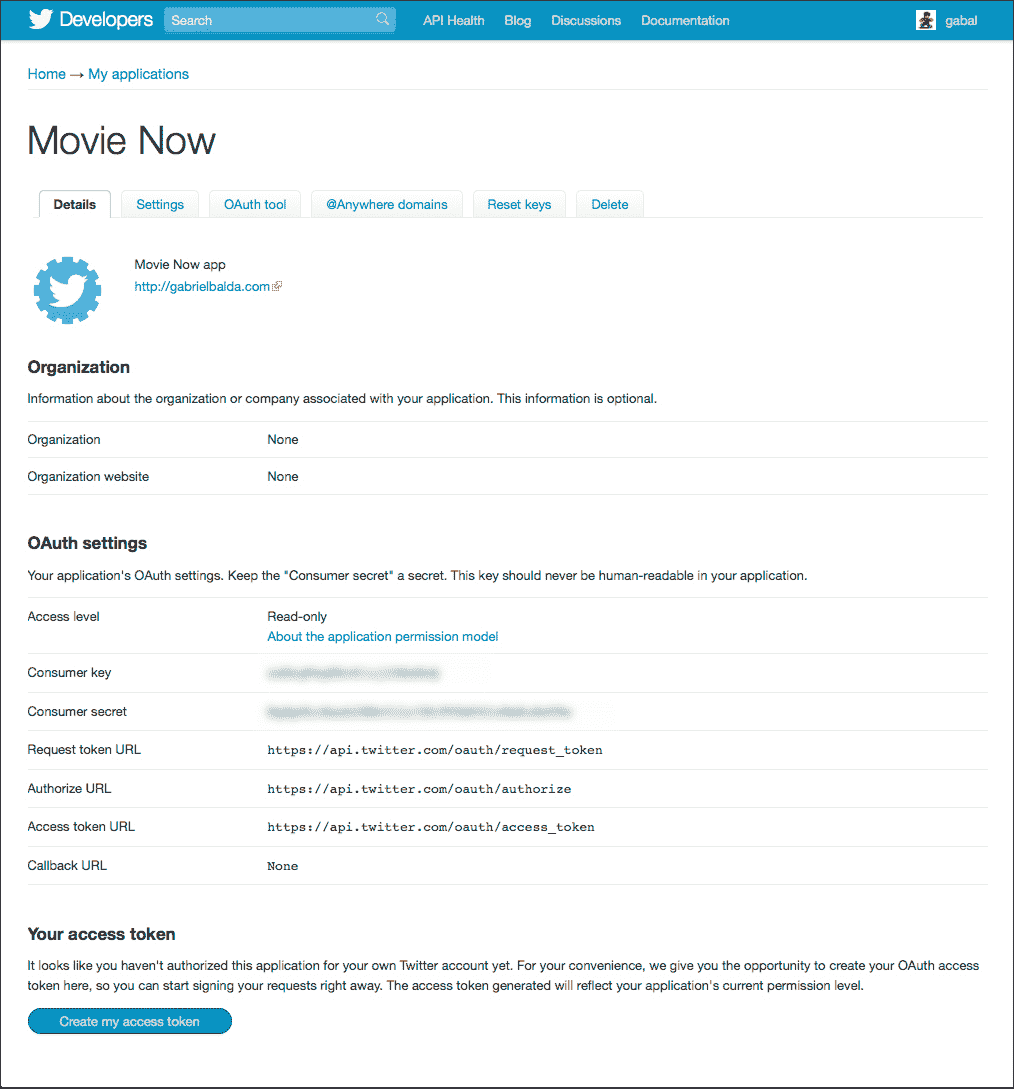 Developers Search API Health Blog Discussions Documentation gabal
Home → My applications
Movie Now
Details Settings OAuth tool @Anywhere domains Reset keys Delete
Movie Now app
http://gabrielbalda.com
Organization
Information about the organization or company associated with your application. This information is optional.
Organization None
Organization website None
OAuth settings
Your application's OAuth settings. Keep the "Consumer secret" a secret. This key should never be human-readable in your application.
Access level Read-only
About the application permission model
Consumer key
Consumer secret
Request token URL https://api.twitter.com/oauth/request_token
Authorize URL https://api.twitter.com/oauth/authorize
Access token URL https://api.twitter.com/oauth/access_token
Callback URL None
Your access token
It looks like you haven't authorized this application for your own Twitter account yet. For your convenience, we give you the opportunity to create your OAuth access
token here, so you can start signing your requests right away. The access token generated will reflect your application's current permission level.
Create my access token